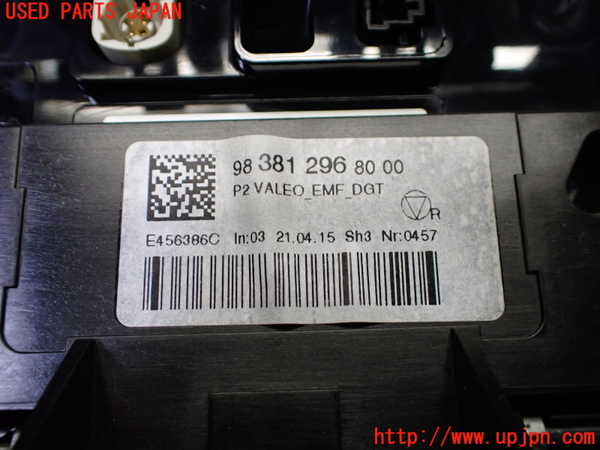 USED PARTS JAPAN
98 381 296 80 00
P2 VALEO_EMF_DGT
R
E456386C In:03 21.04.15 Sh3 Nr:0457
http://www.upjpn.com/